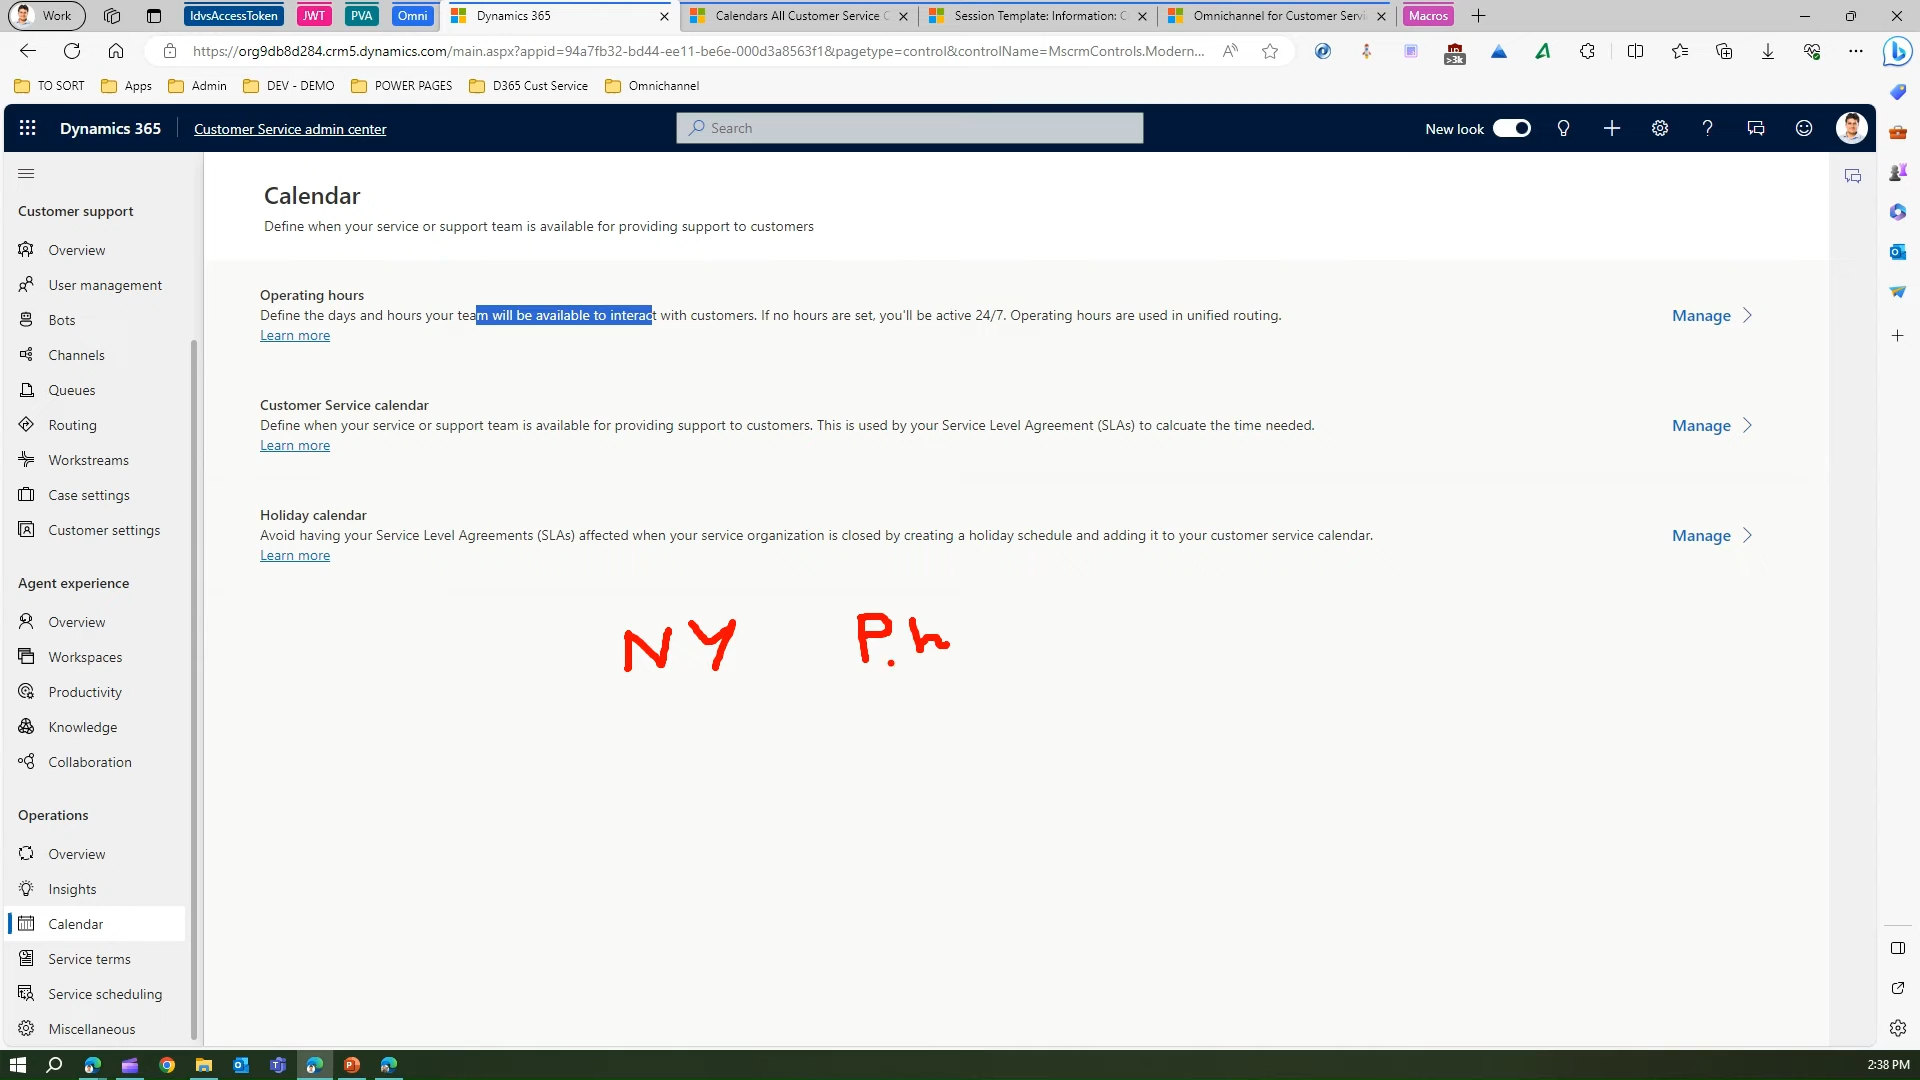 Work
IdvsAccessToken
JWT
PVA
Omni
Dynamics 365
Calendars All Customer Service C
Session Template: Information: C
Omnichannel for Customer Servi
Macros
https://org9db8d284.crm5.dynamics.com/main.aspx?appid=94a7fb32-bd44-ee11-be6e-000d3a8563f1&pagetype=control&controlName=MscrmControls.Modern...
>3k
TO SORT
Apps
Admin
DEV - DEMO
POWER PAGES
D365 Cust Service
Omnichannel
Dynamics 365
Customer Service admin center
Search
New look
Customer support
Overview
User management
Bots
Channels
Queues
Routing
Workstreams
Case settings
Customer settings
Agent experience
Overview
Workspaces
Productivity
Knowledge
Collaboration
Operations
Overview
Insights
Calendar
Service terms
Service scheduling
Miscellaneous
Calendar
Define when your service or support team is available for providing support to customers
Operating hours
Define the days and hours your team will be available to interact with customers. If no hours are set, you'll be active 24/7. Operating hours are used in unified routing.
Learn more
Manage
Customer Service calendar
Define when your service or support team is available for providing support to customers. This is used by your Service Level Agreement (SLAs) to calcuate the time needed.
Learn more
Manage
Holiday calendar
Avoid having your Service Level Agreements (SLAs) affected when your service organization is closed by creating a holiday schedule and adding it to your customer service calendar.
Learn more
Manage
NY P.h
2:38 PM